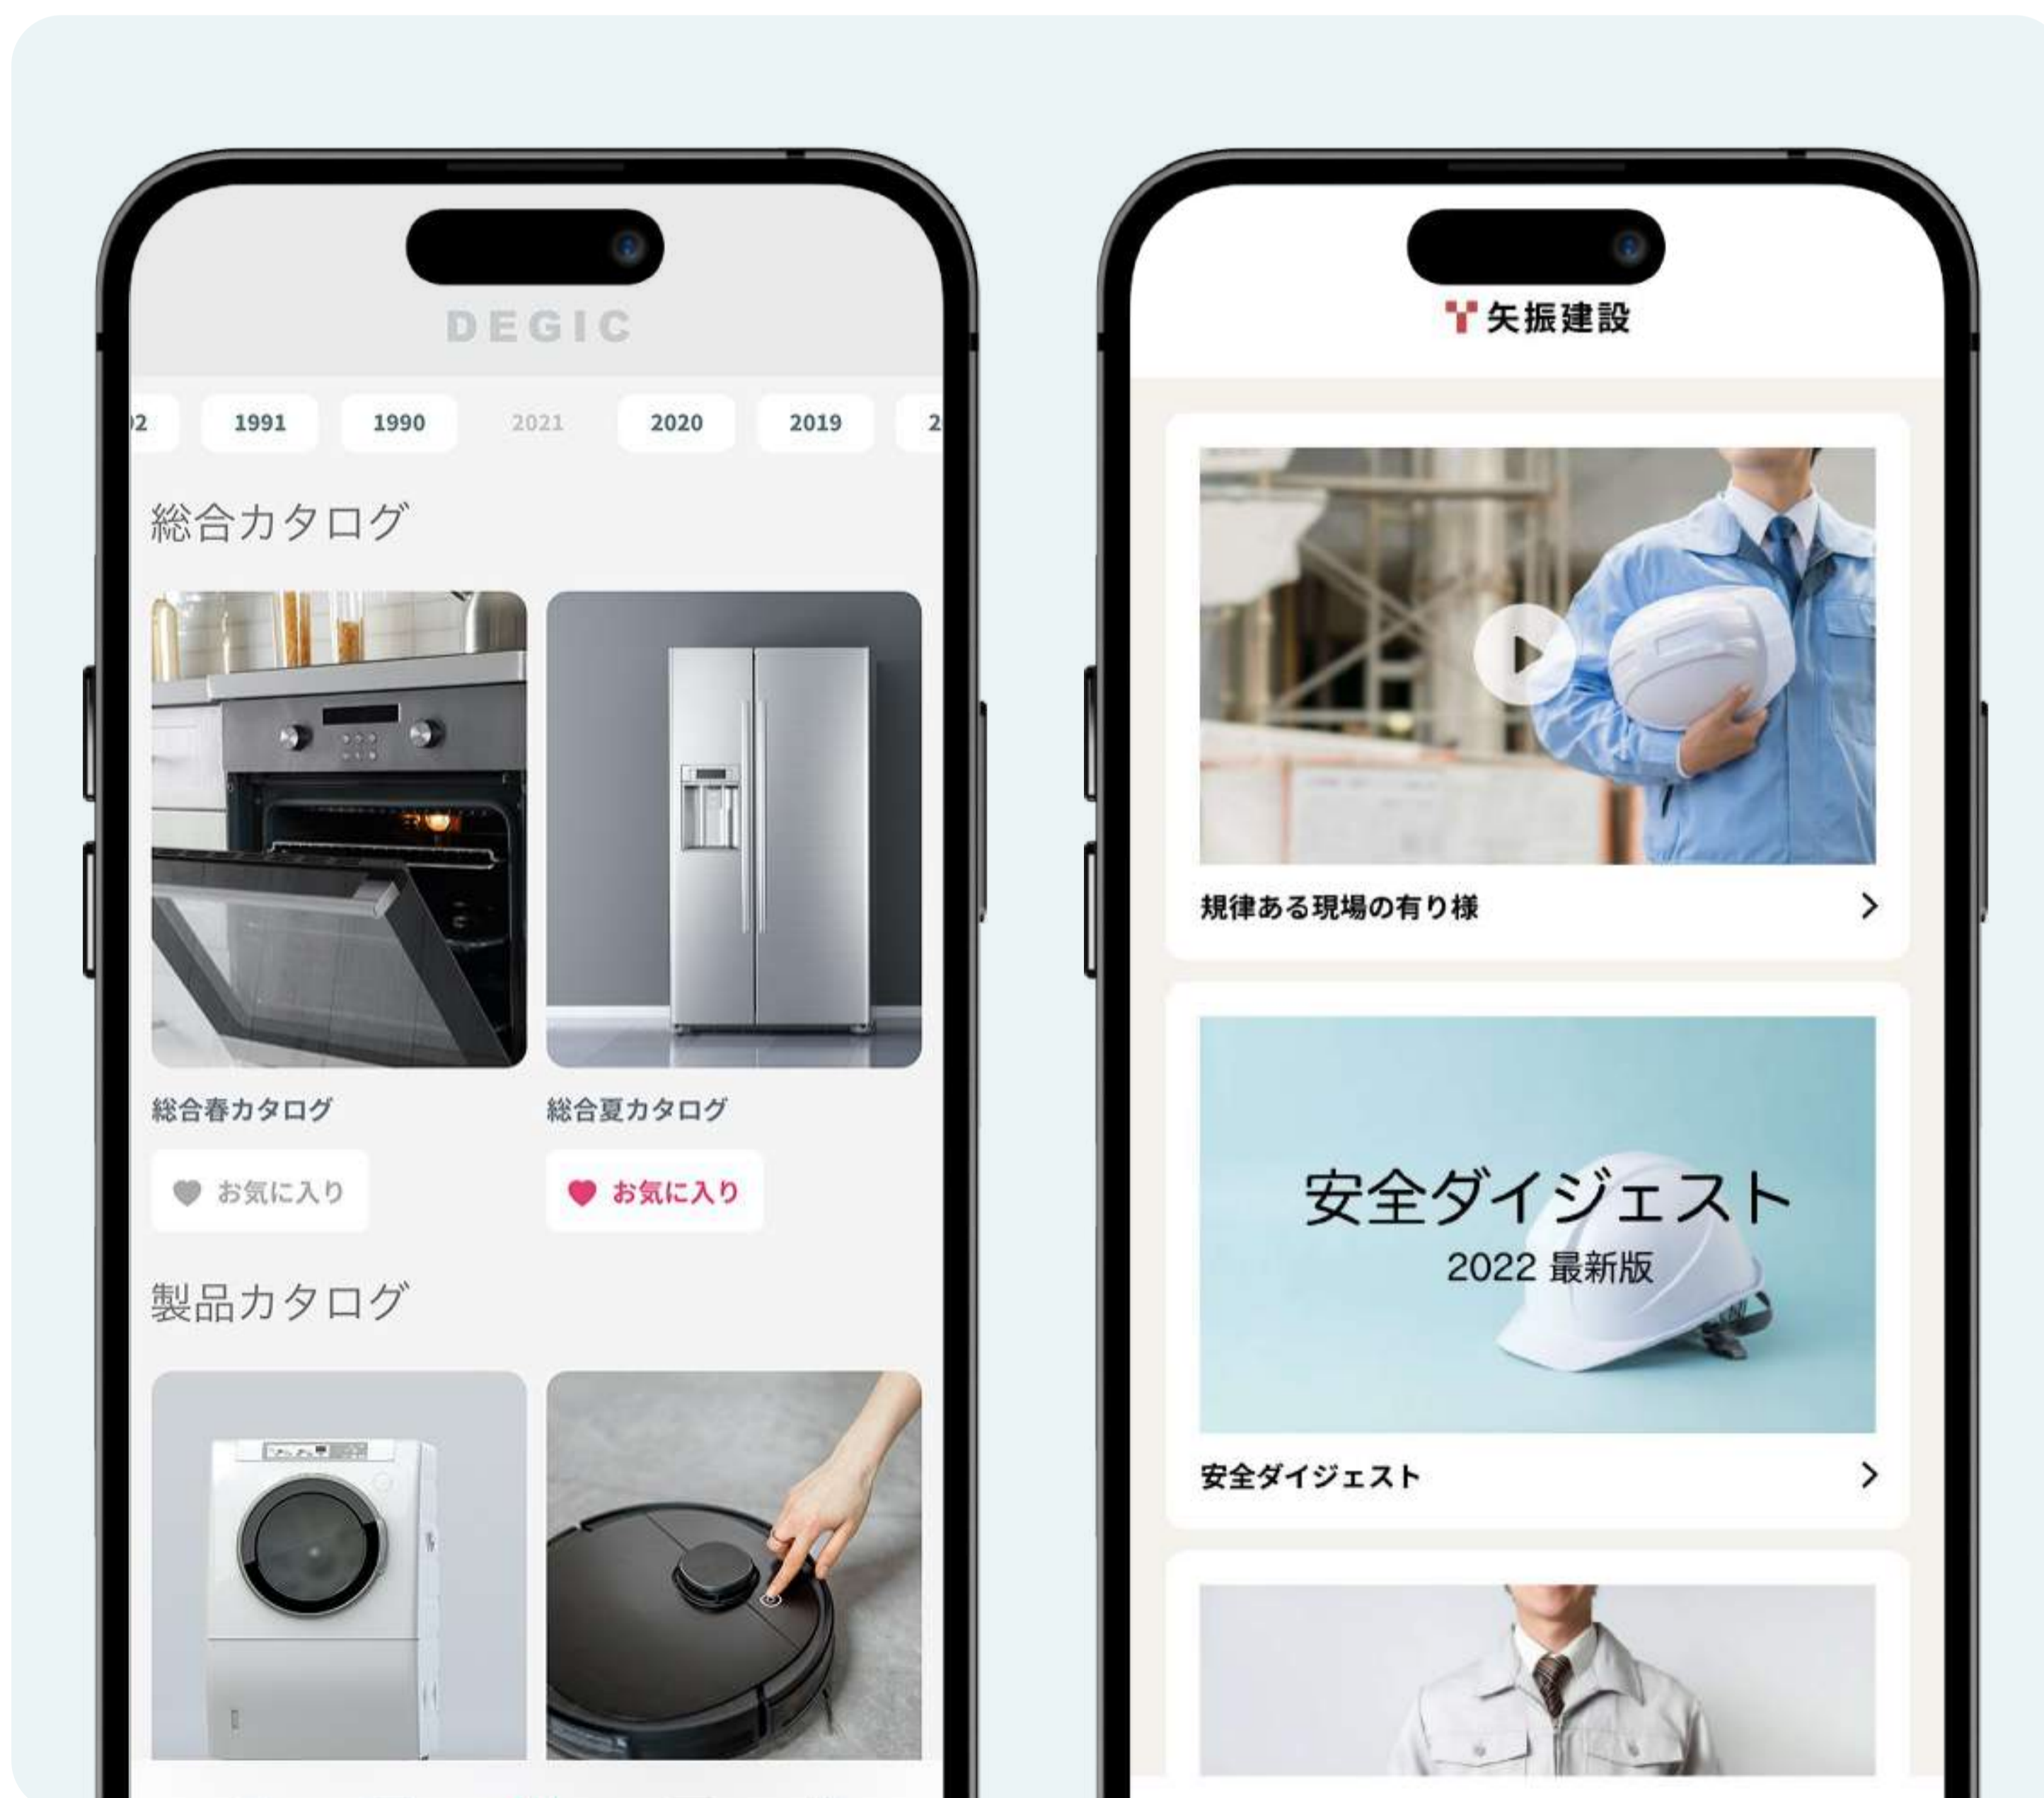 DEGIC
1991 1990 2021 2020 2019
総合カタログ
総合春カタログ 総合夏カタログ
お気に入り お気に入り
製品カタログ
矢振建設
規律ある現場の有り様
安全ダイジェスト
2022 最新版
安全ダイジェスト